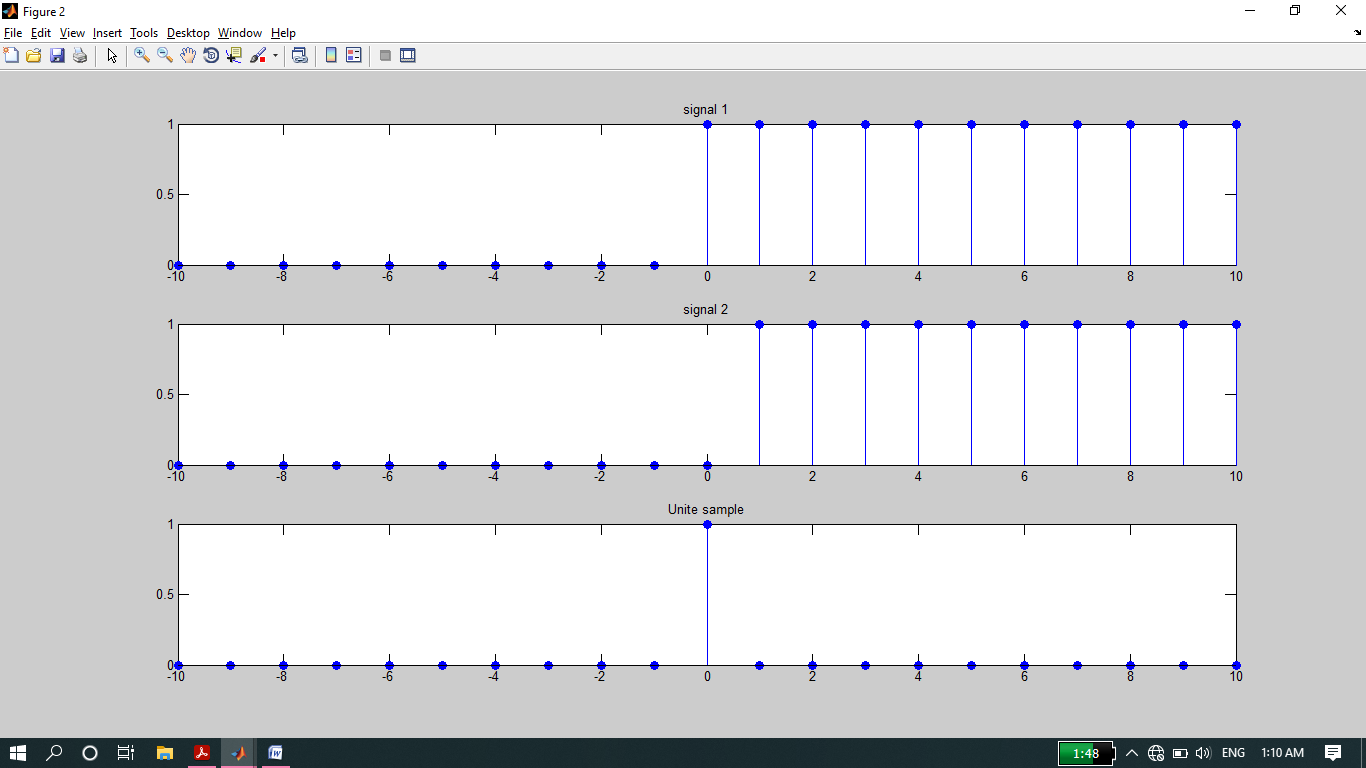 Figure 2
File Edit View Insert Tools Desktop Window Help
signal 1
1
0.5
0
-10 -8 -6 -4 -2 0 2 4 6 8 10
signal 2
1
0.5
0
-10 -8 -6 -4 -2 0 2 4 6 8 10
Unite sample
1
0.5
0
-10 -8 -6 -4 -2 0 2 4 6 8 10
1:48 ENG 1:10 AM